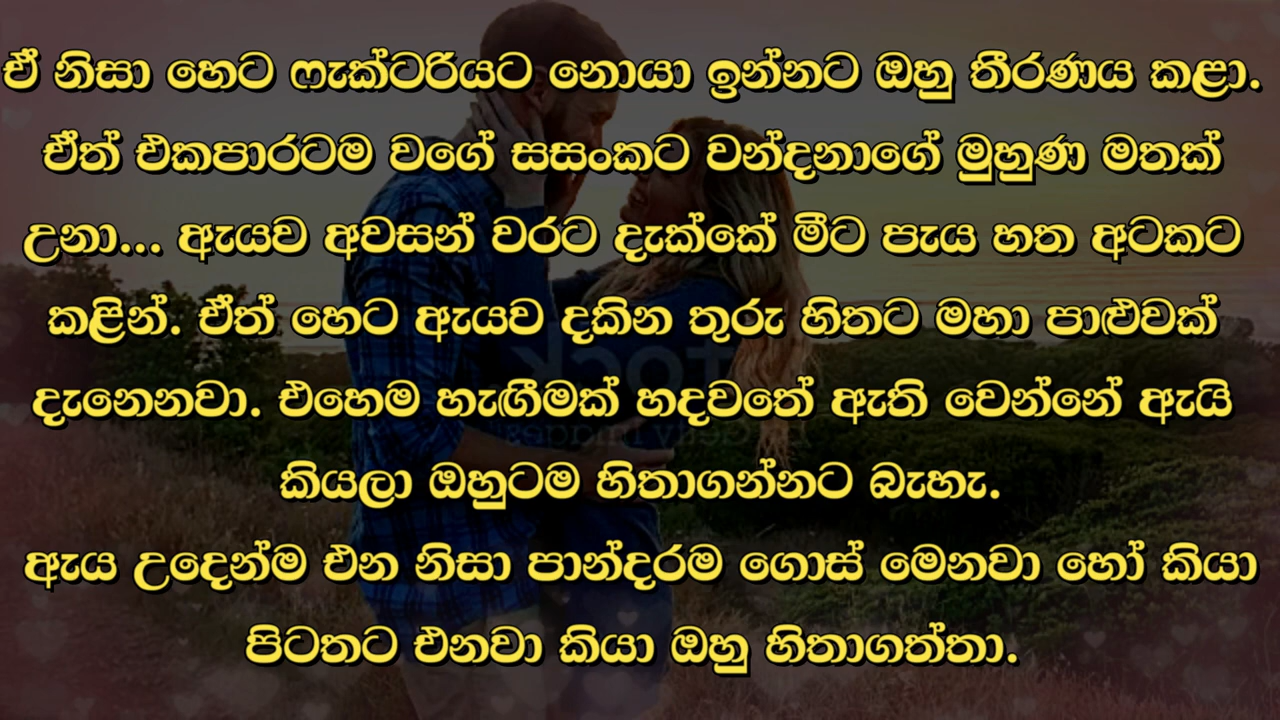 ඒ නිසා හෙට ෆැක්ටරියට නොයා ඉන්නට ඔහු තීරණය කළා.
ඒත් එකපාරටම වගේ සසංකට වන්දනාගේ මුහුණ මතක්
උනා... ඇයව අවසන් වරට දැක්කේ මීට පැය හත අටකට
කළින්. ඒත් හෙට ඇයව දකින තුරු හිතට මහා පාළුවක්
දැනෙනවා. එහෙම හැඟීමක් හදවතේ ඇති වෙන්නේ ඇයි
කියලා ඔහුටම හිතාගන්නට බැහැ.
ඇය උදෙන්ම එන නිසා පාන්දරම ගොස් මෙනවා හෝ කියා
පිටතට එනවා කියා ඔහු හිතාගත්තා.